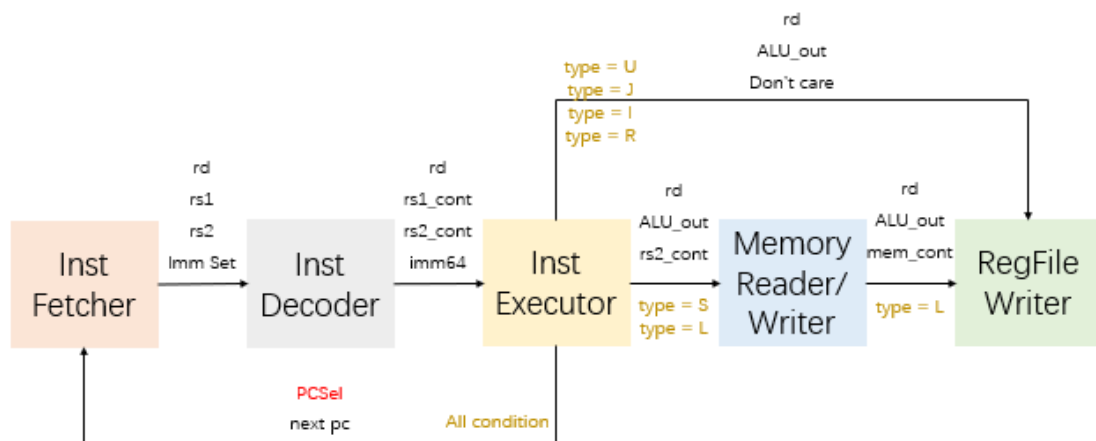 rd
ALU_out
Don't care
type = U
type = J
type = I
type = R
rd
rs1
rs2
Imm Set
rd
rs1_cont
rs2_cont
imm64
rd
ALU_out
rs2_cont
type = S
type = L
rd
ALU_out
mem_cont
type = L
Inst
Fetcher
Inst
Decoder
Inst
Executor
Memory
Reader/
Writer
RegFile
Writer
PCSel
next pc
All condition